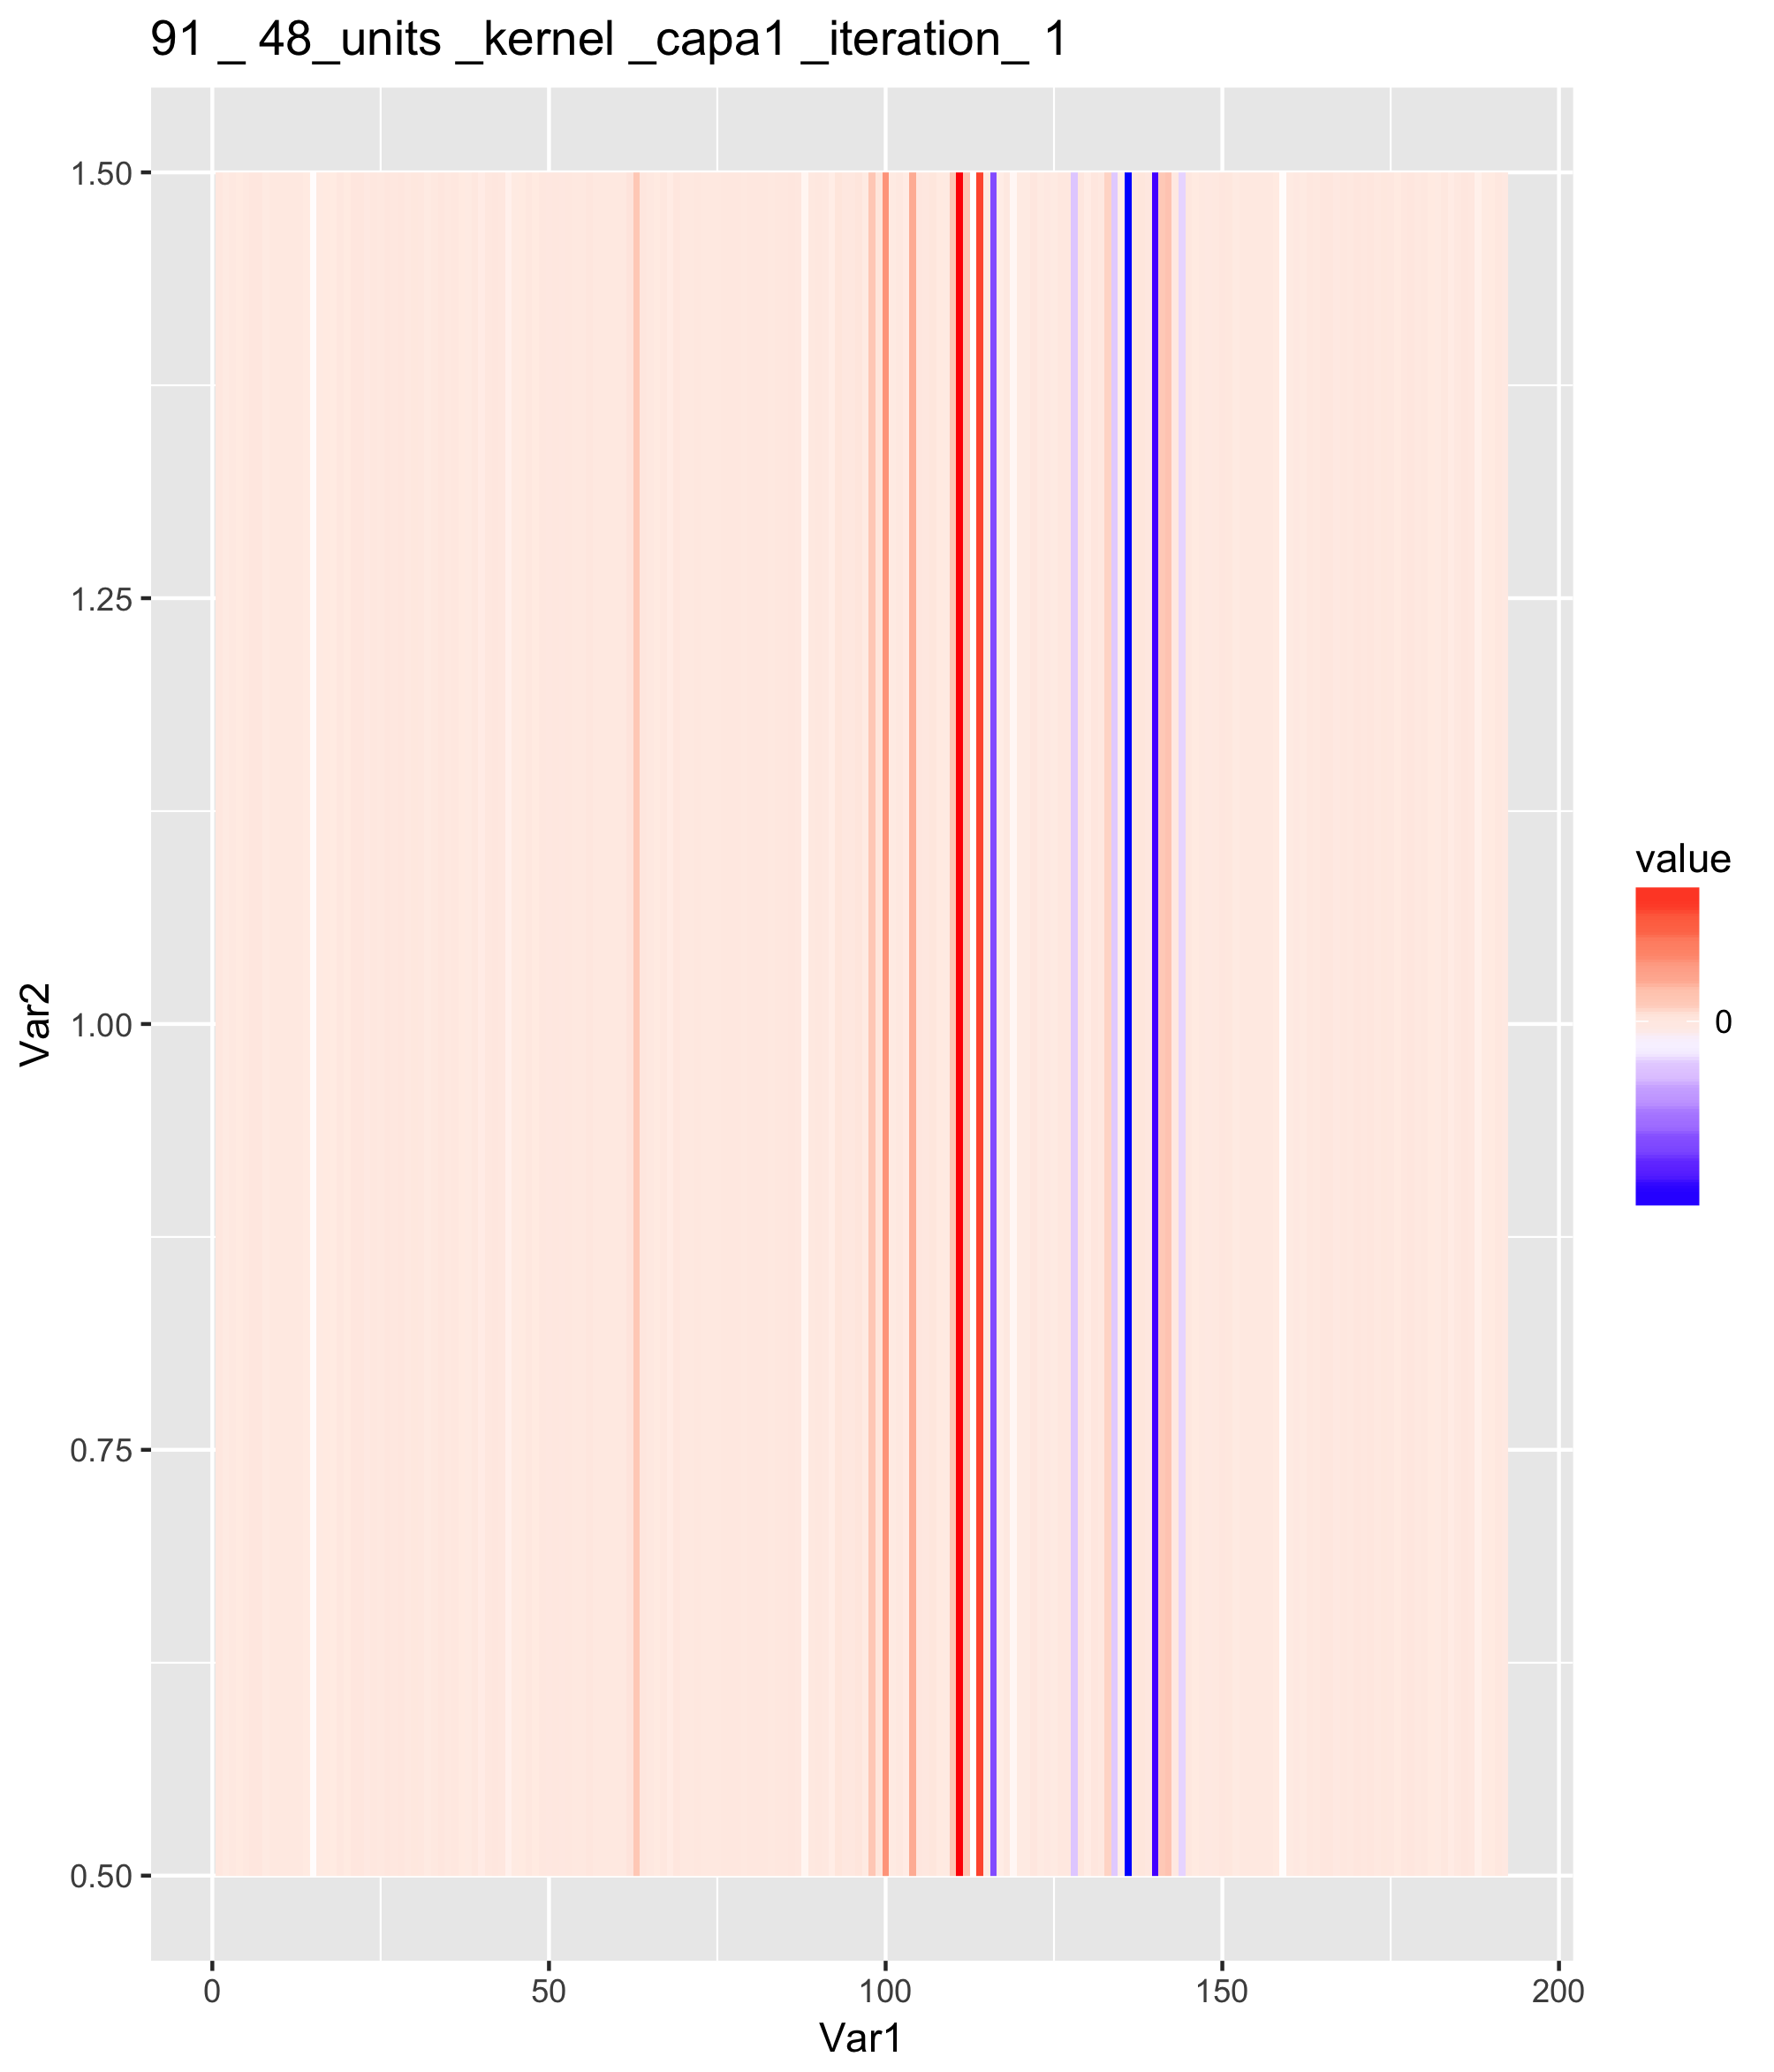 91 _ 48_units _kernel _capa1 _iteration_ 1
1.50
1.25
1.00
0.75
0.50
Var2
0
50
100
150
200
Var1
value
0